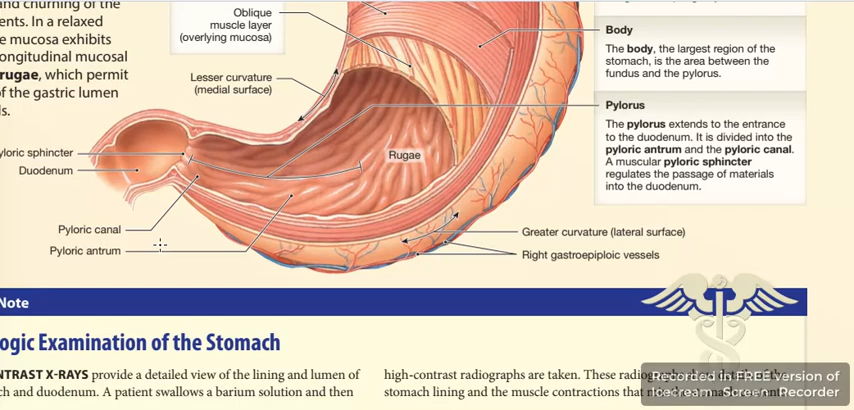 and churning of the
ents. In a relaxed
e mucosa exhibits
ongitudinal mucosal
rugae, which permit
of the gastric lumen
ls.
Oblique
muscle layer
(overlying mucosa)
Lesser curvature
(medial surface)
yloric sphincter
Duodenum
Pyloric canal
Pyloric antrum
Rugae
Body
The body, the largest region of the
stomach, is the area between the
fundus and the pylorus.
Pylorus
The pylorus extends to the entrance
to the duodenum. It is divided into the
pyloric antrum and the pyloric canal.
A muscular pyloric sphincter
regulates the passage of materials
into the duodenum.
Greater curvature (lateral surface)
Right gastroepiploic vessels
Note
ogic Examination of the Stomach
NTRAST X-RAYS provide a detailed view of the lining and lumen of
ch and duodenum. A patient swallows a barium solution and then
high-contrast radiographs are taken. These
stomach lining and the muscle contractions that
Recorded in FREE version of
Icecream Screen Recorder